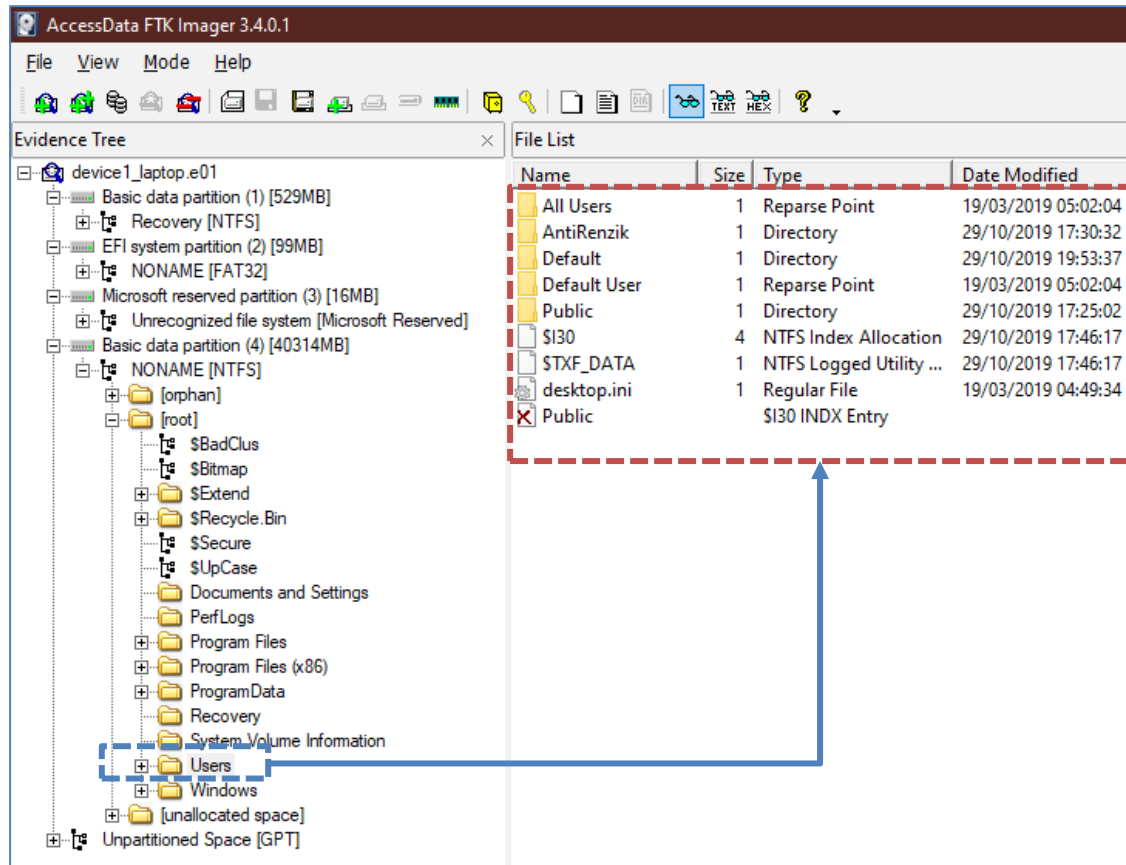 AccessData FTK Imager 3.4.0.1
File View Mode Help
DIR TEXT HEX
Evidence Tree
device1_laptop.e01
Basic data partition (1) [529MB]
Recovery [NTFS]
EFI system partition (2) [99MB]
NONAME [FAT32]
Microsoft reserved partition (3) [16MB]
Unrecognized file system [Microsoft Reserved]
Basic data partition (4) [40314MB]
NONAME [NTFS]
[orphan]
[root]
$BadClus
$Bitmap
$Extend
$Recycle.Bin
$Secure
$UpCase
Documents and Settings
PerfLogs
Program Files
Program Files (x86)
ProgramData
Recovery
System Volume Information
Users
Windows
[unallocated space]
Unpartitioned Space [GPT]
File List
Name Size Type Date Modified
All Users 1 Reparse Point 19/03/2019 05:02:04
AntiRenzik 1 Directory 29/10/2019 17:30:32
Default 1 Directory 29/10/2019 19:53:37
Default User 1 Reparse Point 19/03/2019 05:02:04
Public 1 Directory 29/10/2019 17:25:02
$I30 4 NTFS Index Allocation 29/10/2019 17:46:17
$TXF_DATA 1 NTFS Logged Utility ... 29/10/2019 17:46:17
desktop.ini 1 Regular File 19/03/2019 04:49:34
Public $I30 INDX Entry